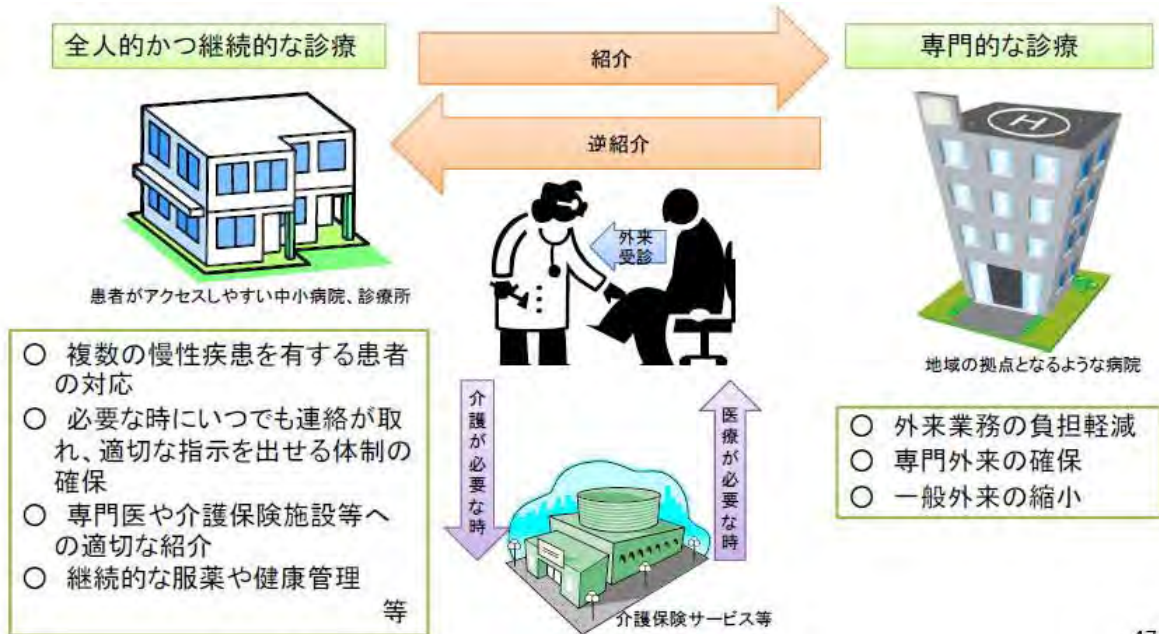 全人的かつ継続的な診療
紹介
専門的な診療
逆紹介
外来
受診
患者がアクセスしやすい中小病院、診療所
地域の拠点となるような病院
H
○ 複数の慢性疾患を有する患者
の対応
○ 必要な時にいつでも連絡が取
れ、適切な指示を出せる体制の
確保
○ 専門医や介護保険施設等へ
の適切な紹介
○ 継続的な服薬や健康管理
等
介護が必要な時
医療が必要な時
介護保険サービス等
○ 外来業務の負担軽減
○ 専門外来の確保
○ 一般外来の縮小